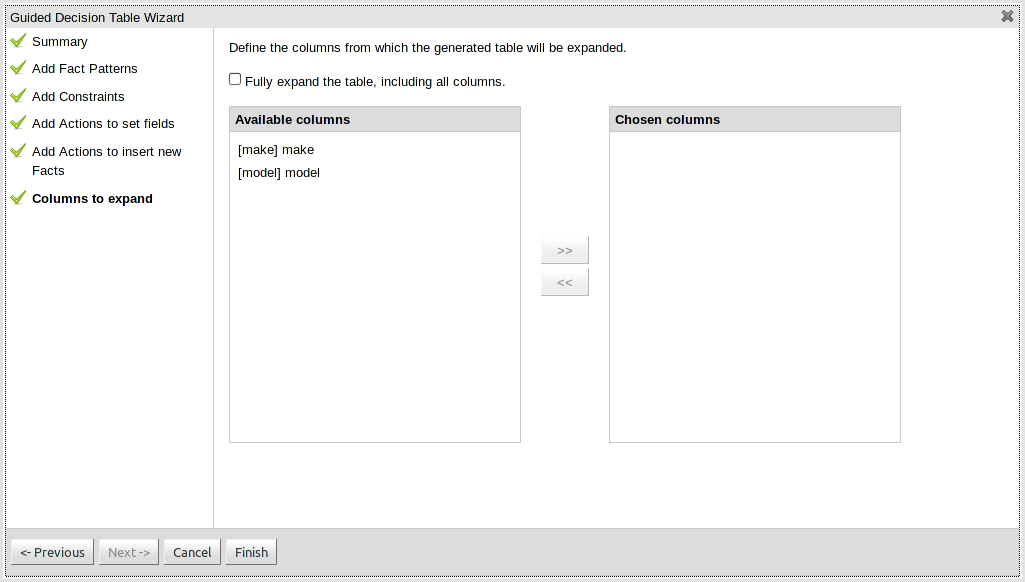 Guided Decision Table Wizard
Summary
Add Fact Patterns
Add Constraints
Add Actions to set fields
Add Actions to insert new
Facts
Columns to expand
Define the columns from which the generated table will be expanded.
Fully expand the table, including all columns.
Available columns
[make] make
[model] model
>>
<<
Chosen columns
<- Previous
Next ->
Cancel
Finish